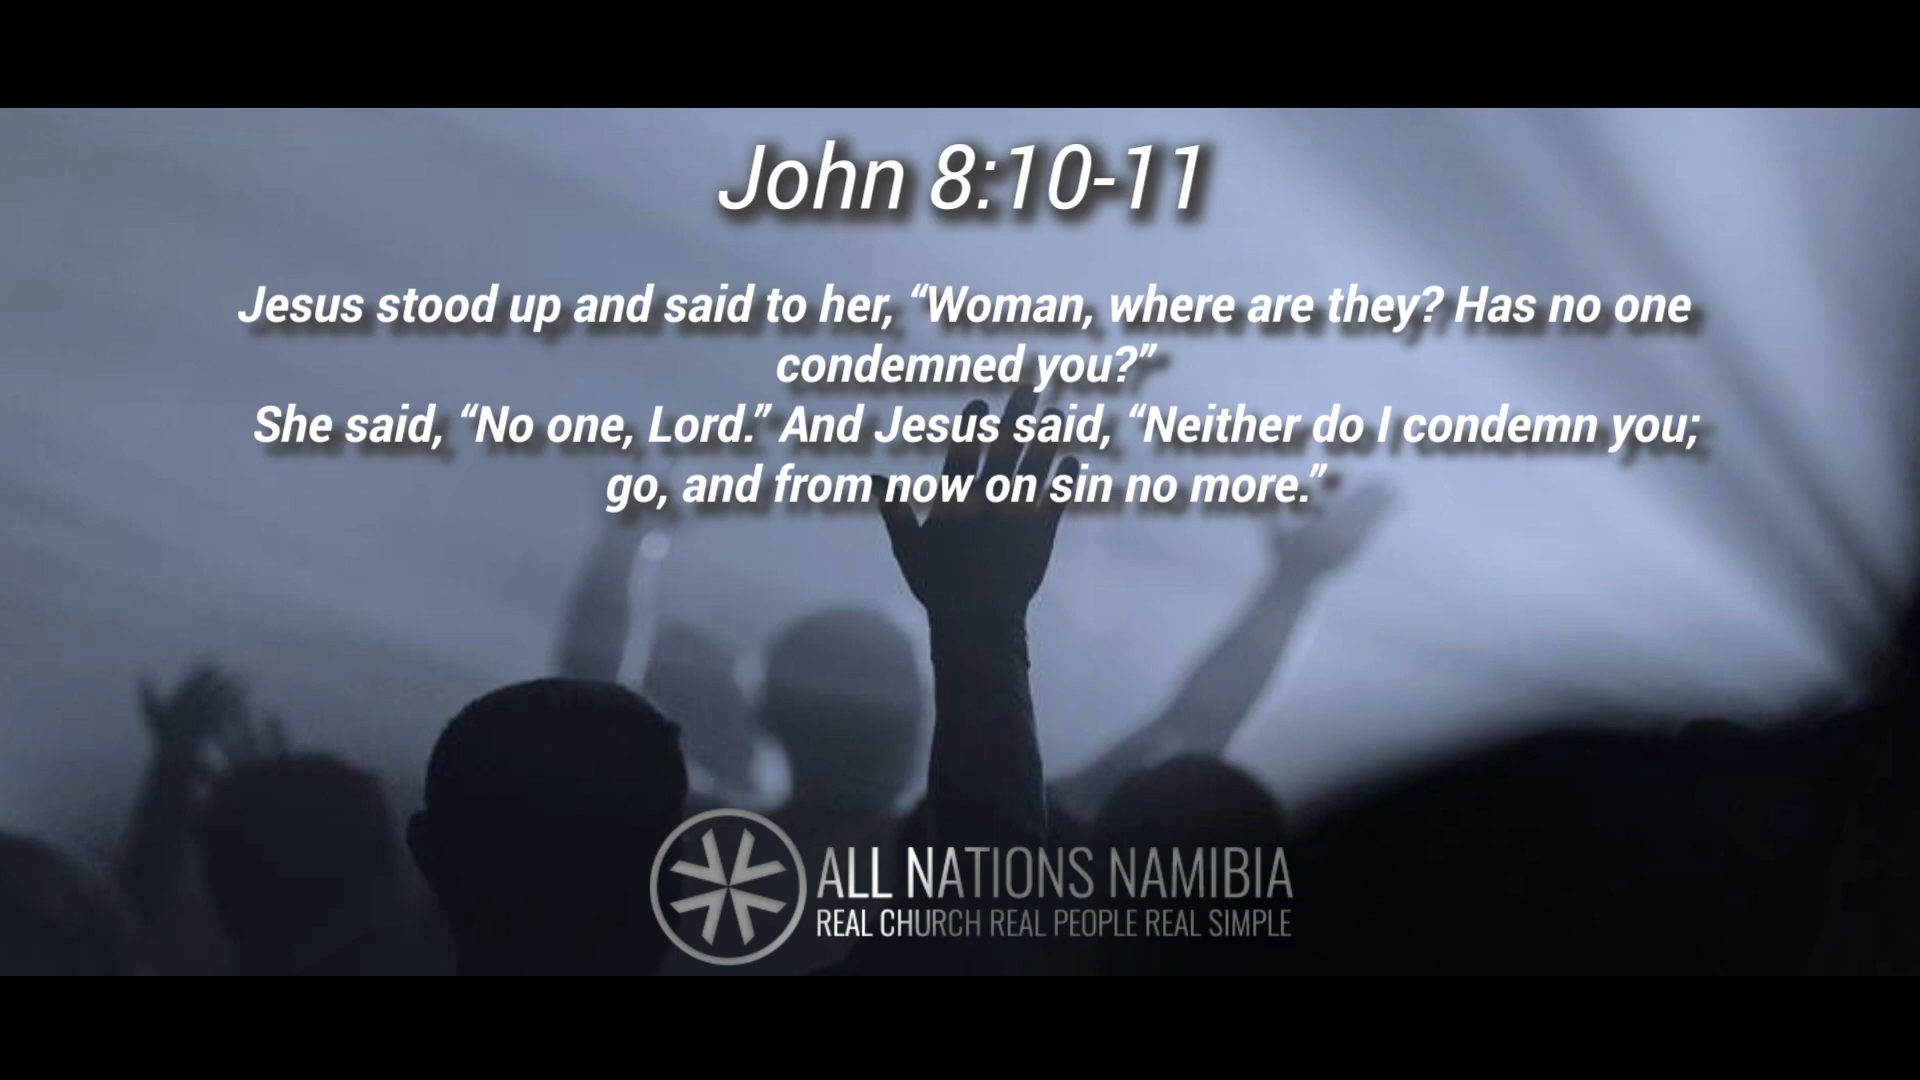 John 8:10-11
Jesus stood up and said to her, “Woman, where are they? Has no one
condemned you?”
She said, “No one, Lord.” And Jesus said, “Neither do I condemn you;
go, and from now on sin no more.”
ALL NATIONS NAMIBIA
REAL CHURCH REAL PEOPLE REAL SIMPLE